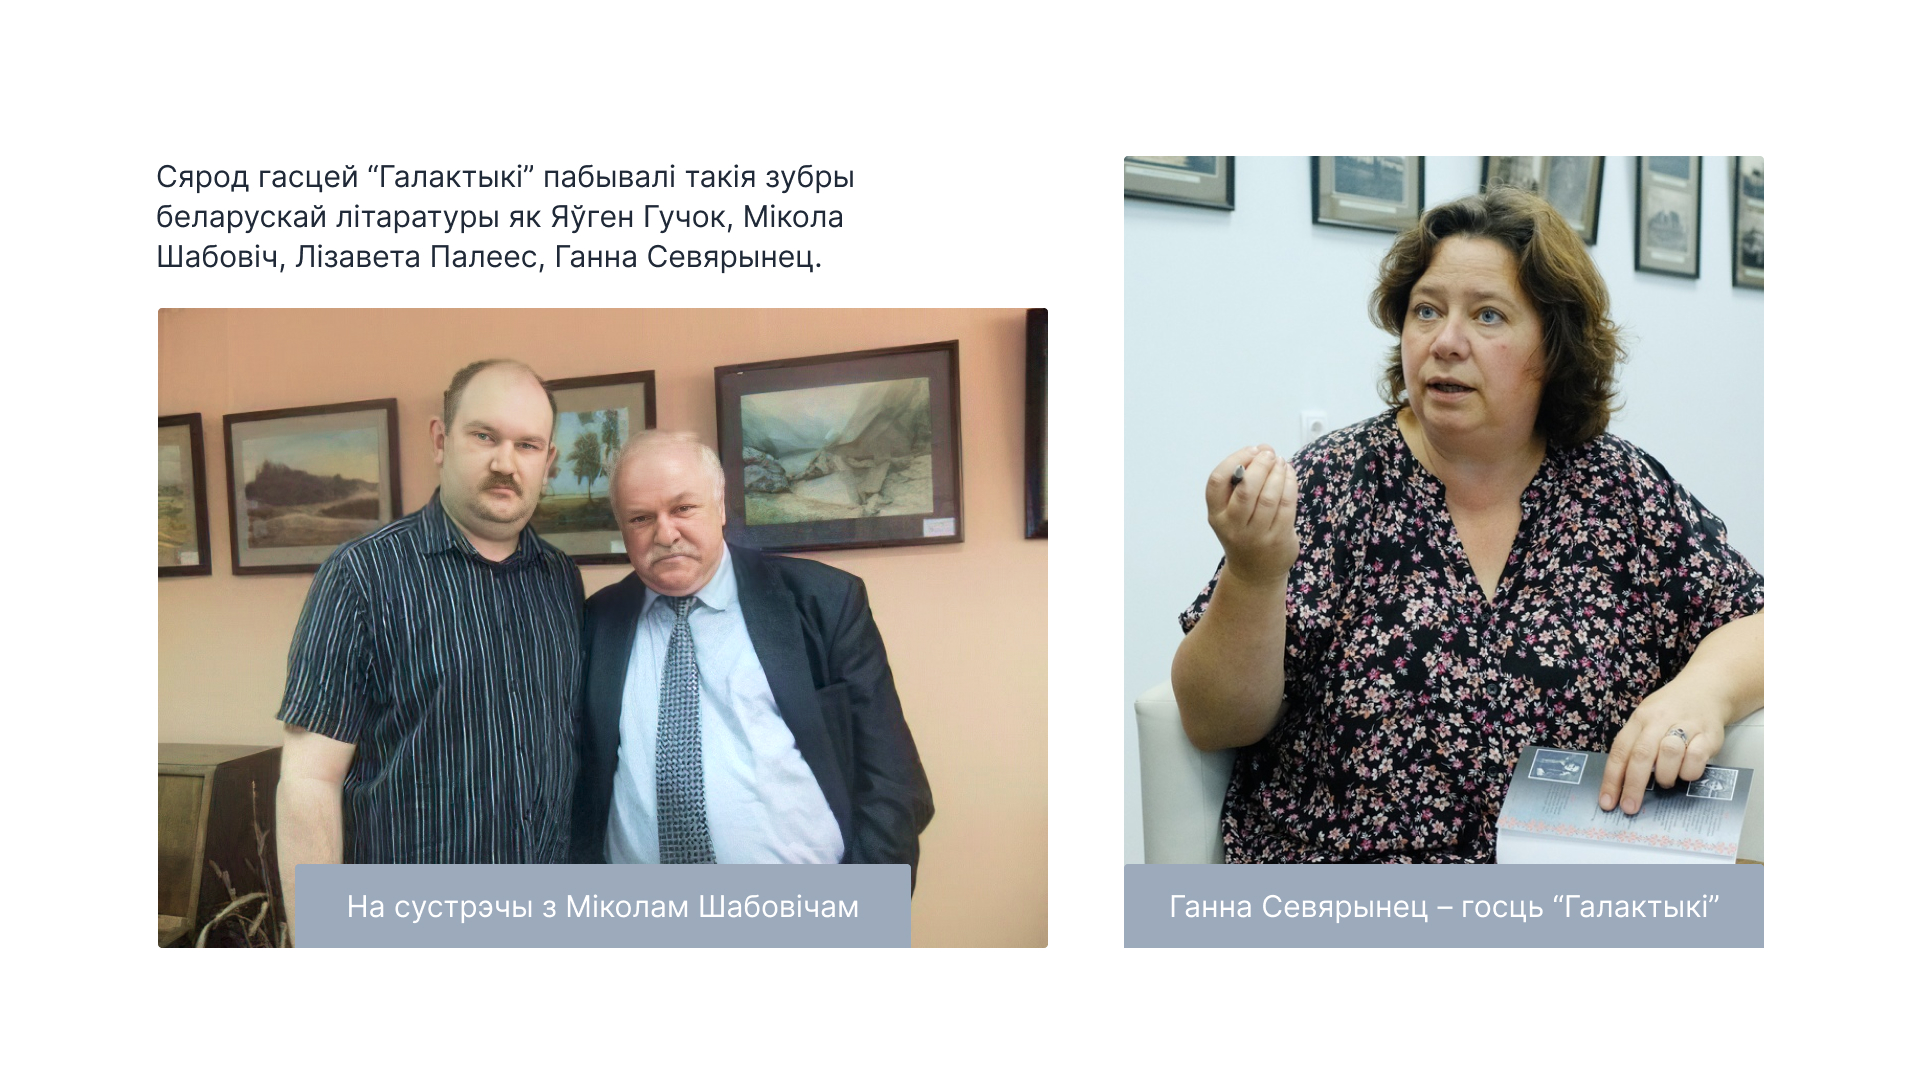 Сярод гасцей “Галактыкі” пабывалі такія зубры
беларускай літаратуры як Яўген Гучок, Мікола
Шабовіч, Лізавета Палеес, Ганна Севярынец.
На сустрэчы з Міколам Шабовічам
Ганна Севярынец – госць “Галактыкі”